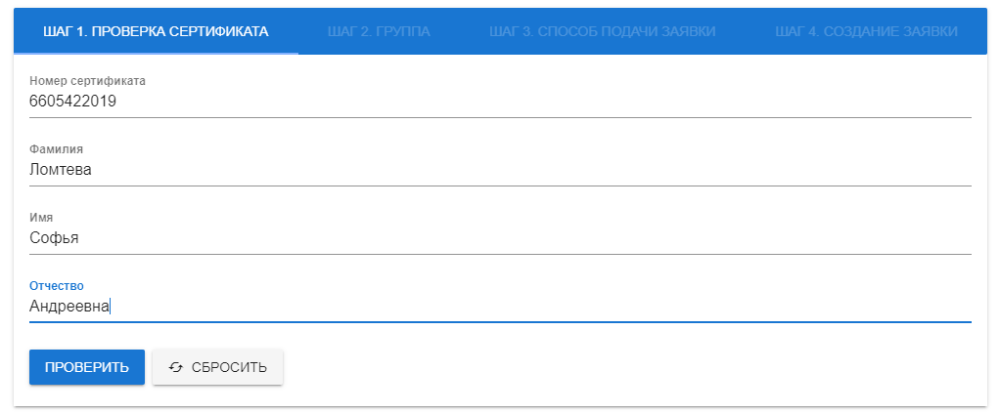 ШАГ 1. ПРОВЕРКА СЕРТИФИКАТА ШАГ 2. ГРУППА ШАГ 3. СПОСОБ ПОДАЧИ ЗАЯВКИ ШАГ 4. СОЗДАНИЕ ЗАЯВКИ
Номер сертификата
6605422019
Фамилия
Ломтева
Имя
Софья
Отчество
Андреевна
ПРОВЕРИТЬ СБРОСИТЬ